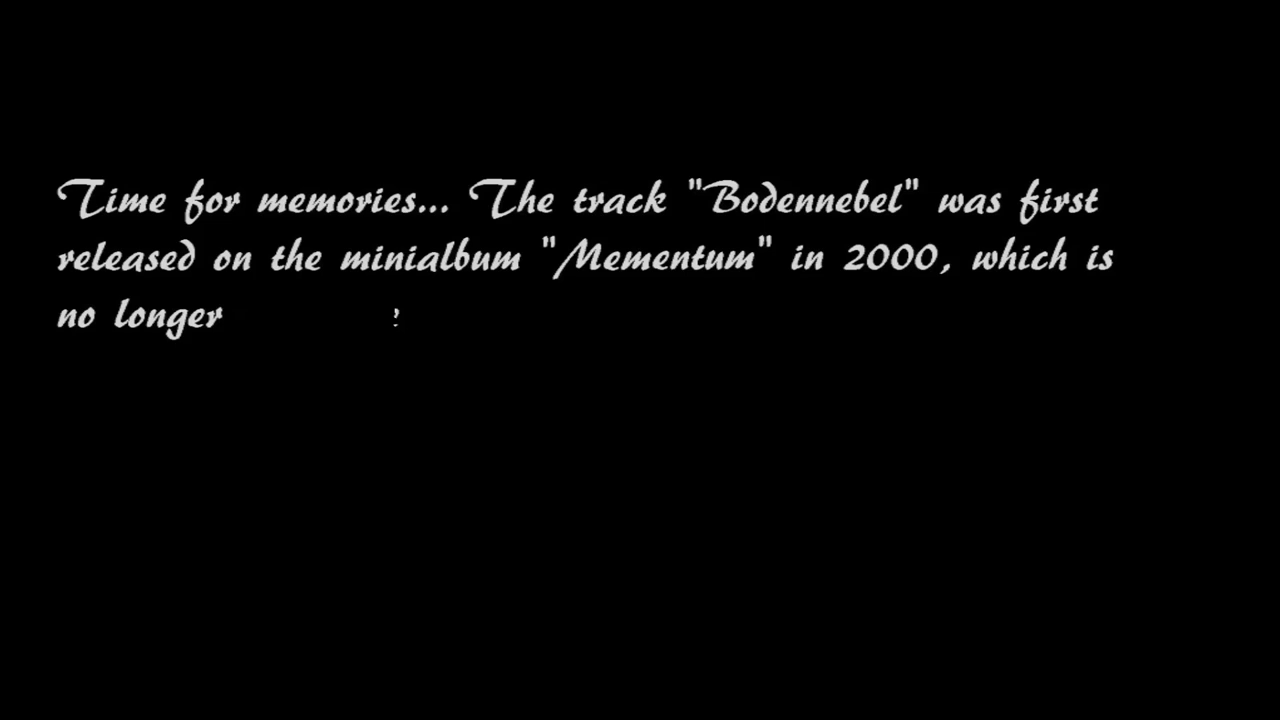 Time for memories... The track "Bodennebel" was first
released on the minialbum "Mementum" in 2000, which is
no longer